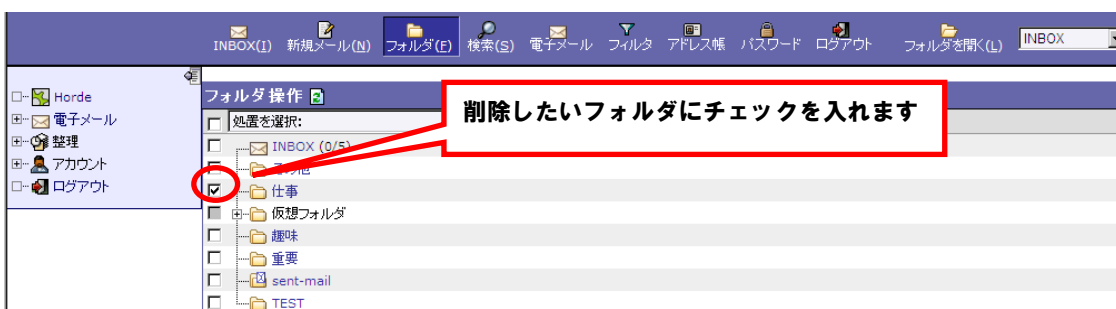 INBOX(I) 新規メール(N) フォルダ(F) 検索(S) 電子メール フィルタ アドレス帳 パスワード ログアウト フォルダを開く(L) INBOX
Horde
電子メール
整理
アカウント
ログアウト
フォルダ操作
削除したいフォルダにチェックを入れます
処置を選択:
INBOX (0/5)
その他
仕事
仮想フォルダ
趣味
重要
sent-mail
TEST